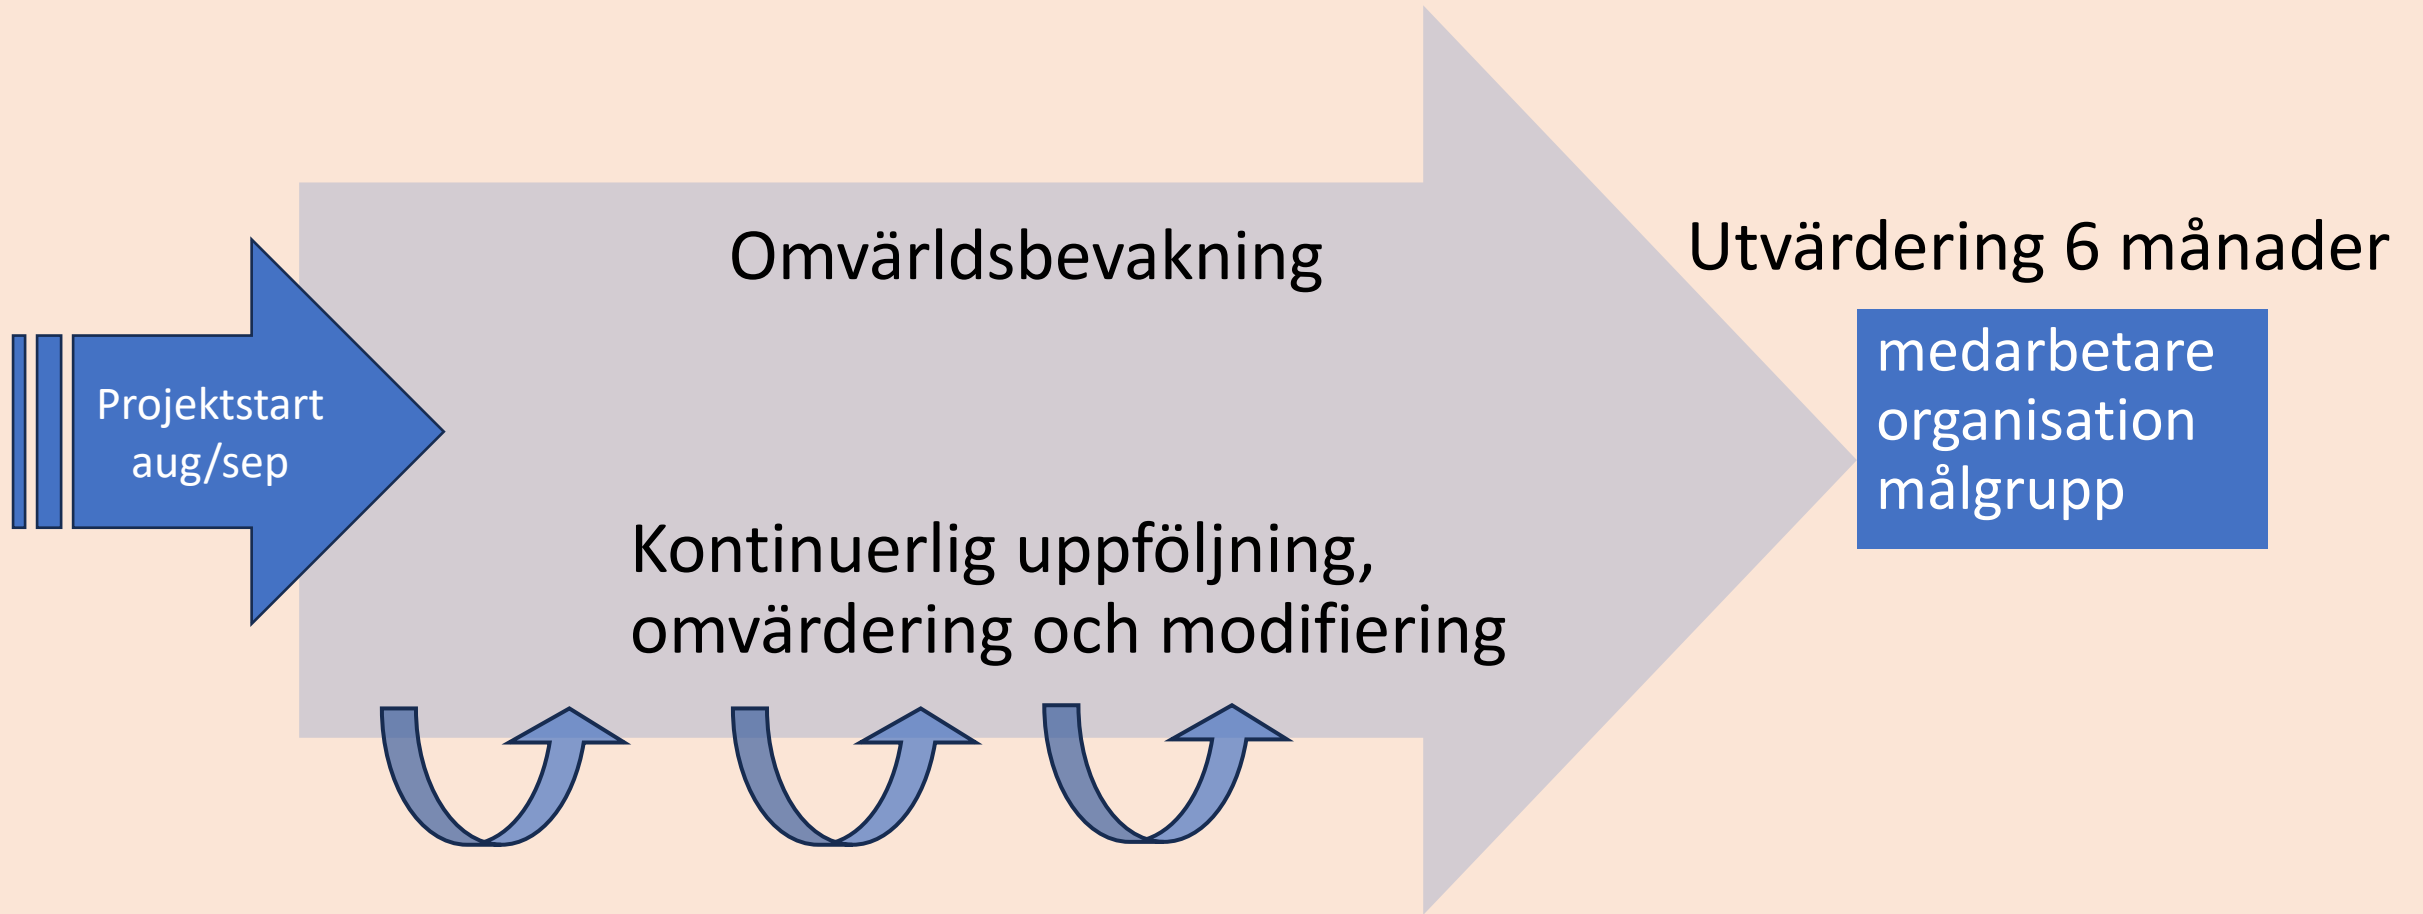 Projektstart
aug/sep
Omvärldsbevakning
Kontinuerlig uppföljning,
omvärdering och modifiering
Utvärdering 6 månader
medarbetare
organisation
målgrupp